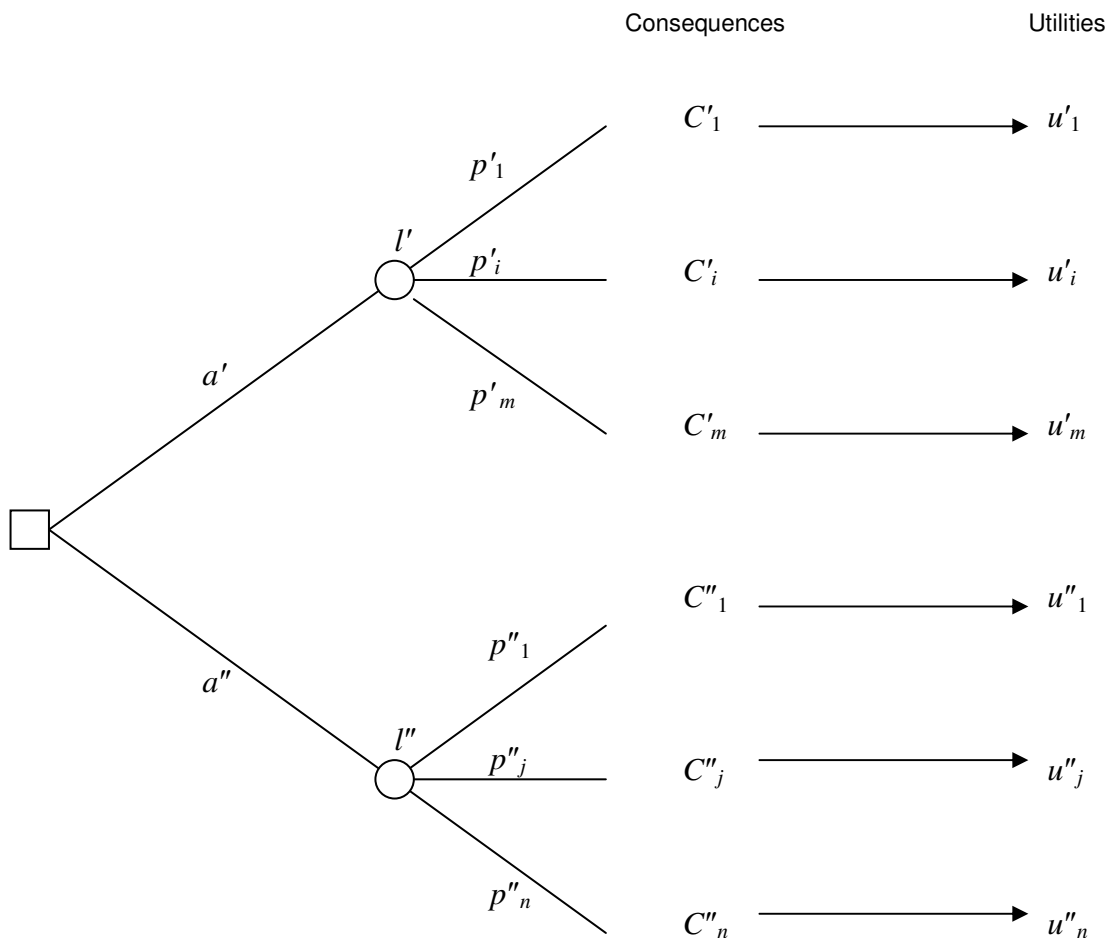 Consequences Utilities
C′₁ u′₁
p′₁
l′
p′ᵢ C′ᵢ u′ᵢ
a′
p′ₘ
C′ₘ u′ₘ
C″₁ u″₁
p″₁
a″
l″
p″ⱼ C″ⱼ u″ⱼ
p″ₙ
C″ₙ u″ₙ